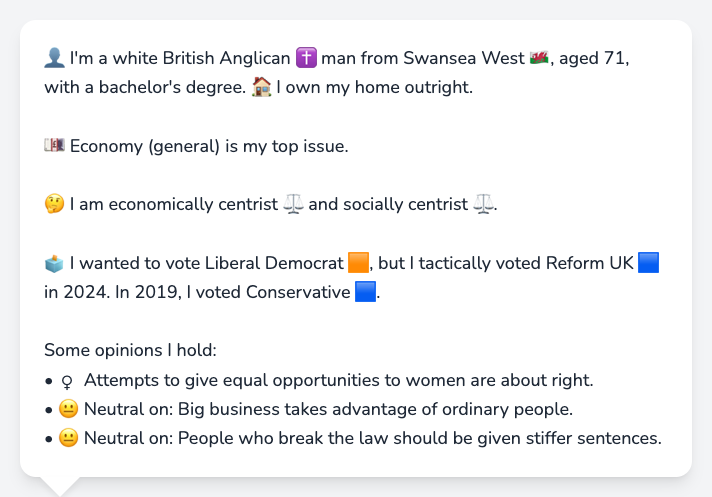 👤 I'm a white British Anglican ✝️ man from Swansea West 🏴󠁧󠁢󠁷󠁬󠁳󠁿, aged 71,
with a bachelor's degree. 🏠 I own my home outright.
💷 Economy (general) is my top issue.
🤔 I am economically centrist ⚖️ and socially centrist ⚖️.
🗳️ I wanted to vote Liberal Democrat 🟧, but I tactically voted Reform UK 🟦
in 2024. In 2019, I voted Conservative 🟦.
Some opinions I hold:
• ♀ Attempts to give equal opportunities to women are about right.
• 😐 Neutral on: Big business takes advantage of ordinary people.
• 😐 Neutral on: People who break the law should be given stiffer sentences.